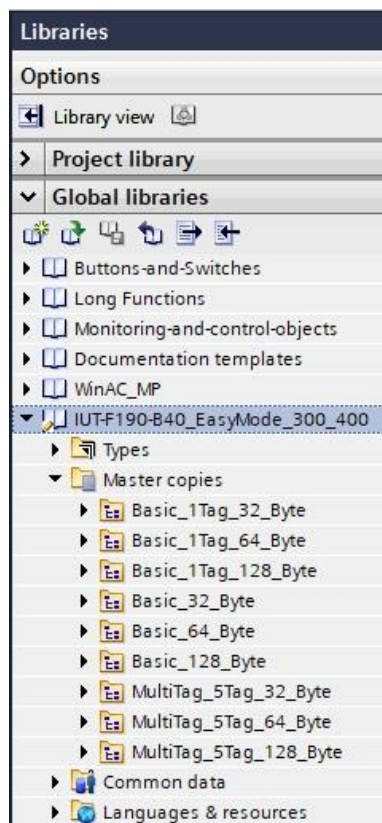 Libraries
Options
Library view
Project library
Global libraries
Buttons-and-Switches
Long Functions
Monitoring-and-control-objects
Documentation templates
WinAC_MP
IUT-F190-B40_EasyMode_300_400
Types
Master copies
Basic_1Tag_32_Byte
Basic_1Tag_64_Byte
Basic_1Tag_128_Byte
Basic_32_Byte
Basic_64_Byte
Basic_128_Byte
MultiTag_5Tag_32_Byte
MultiTag_5Tag_64_Byte
MultiTag_5Tag_128_Byte
Common data
Languages & resources